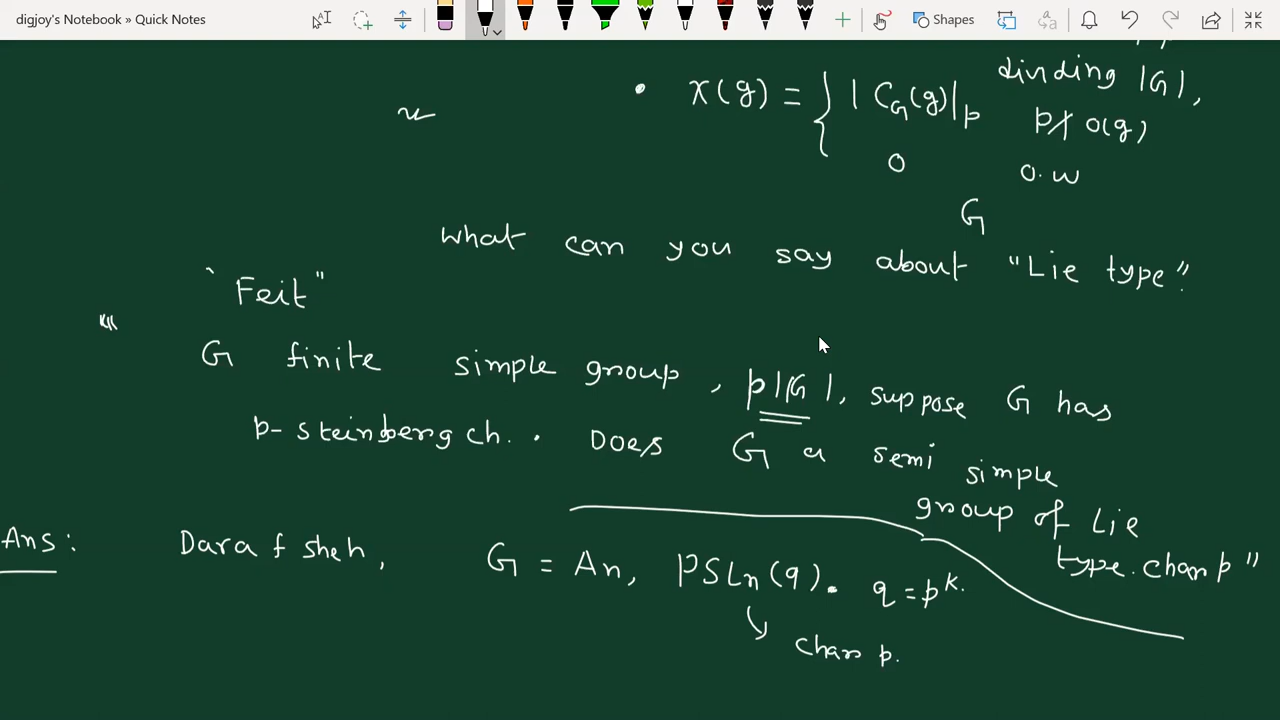 digjoy's Notebook » Quick Notes
Shapes
dividing |G|,
• χ(g) = { |C_G(g)|_p p∤ o(g)
0 o.w
G
What can you say about "Lie type".
`Feit"
"
G finite simple group, p||G|, suppose G has
p-steinberg ch. . Does G a semi simple
group of Lie
type. char p"
Ans: Darafsheh, G = An, PSLn(q). q = p^k.
↳ char p.